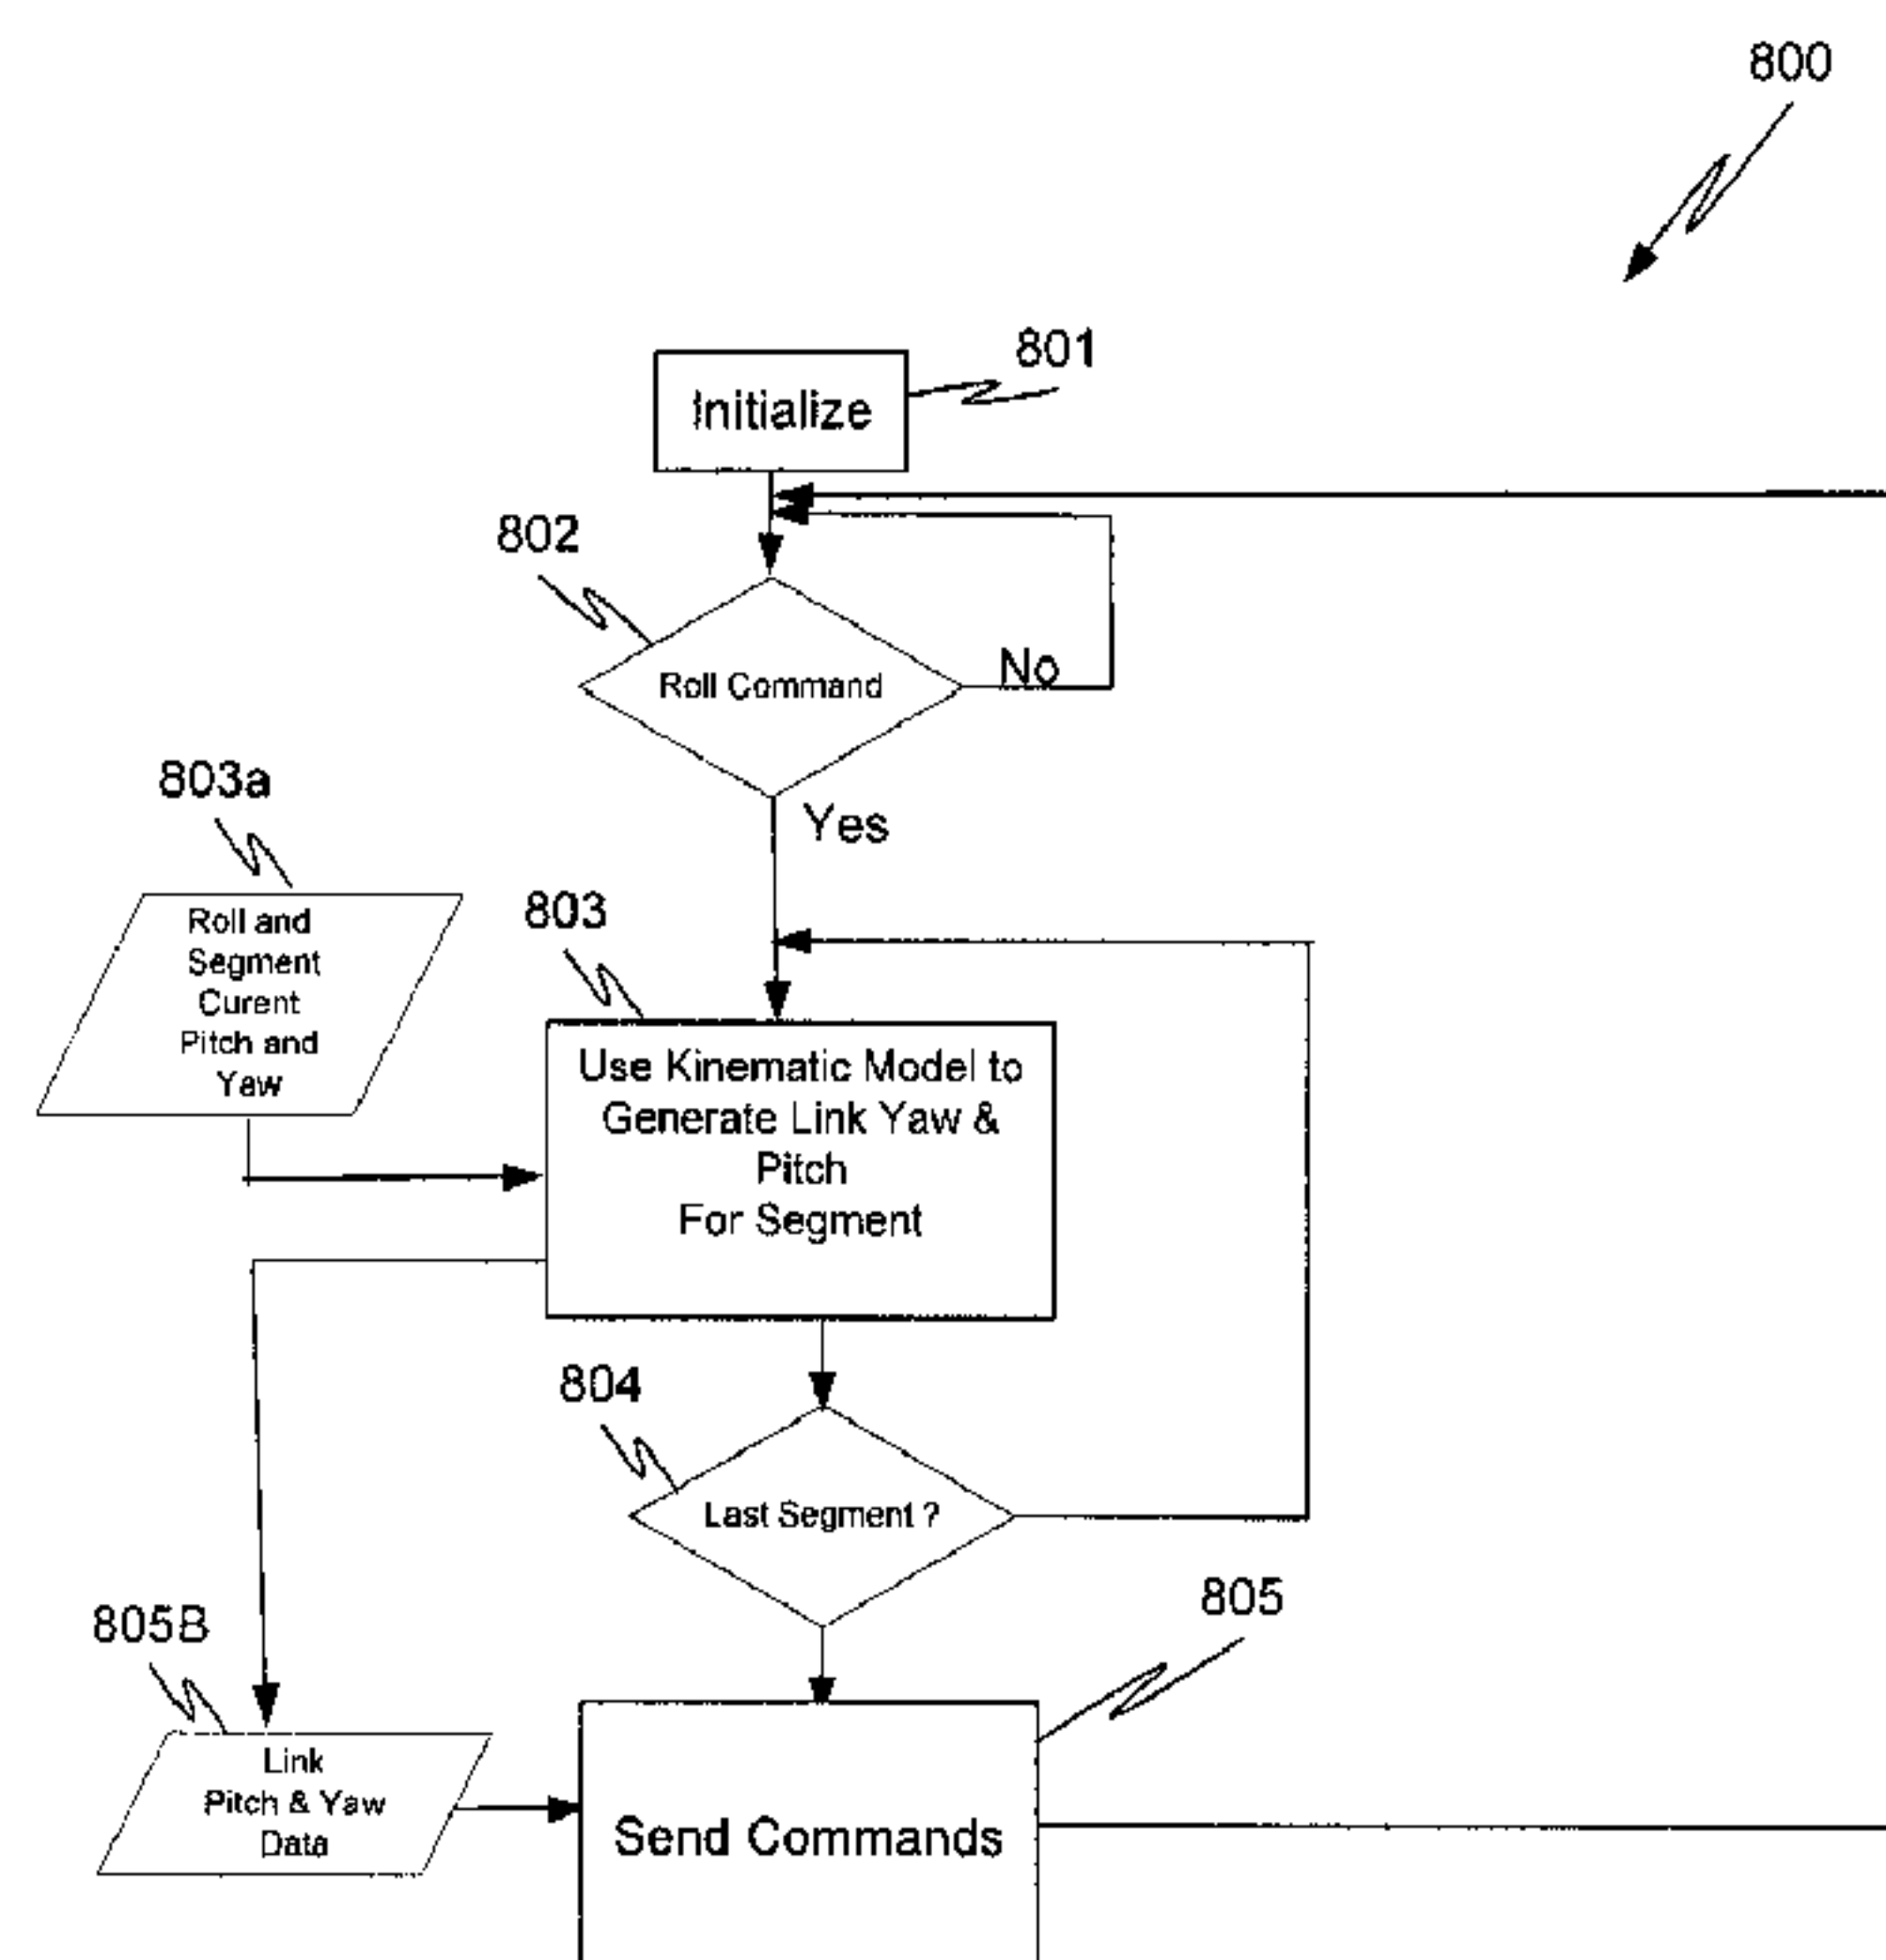 800
801
Initialize
802
Roll Command
No
Yes
803a
Roll and
Segment
Curent
Pitch and
Yaw
803
Use Kinematic Model to
Generate Link Yaw &
Pitch
For Segment
804
Last Segment ?
805
805B
Link
Pitch & Yaw
Data
Send Commands